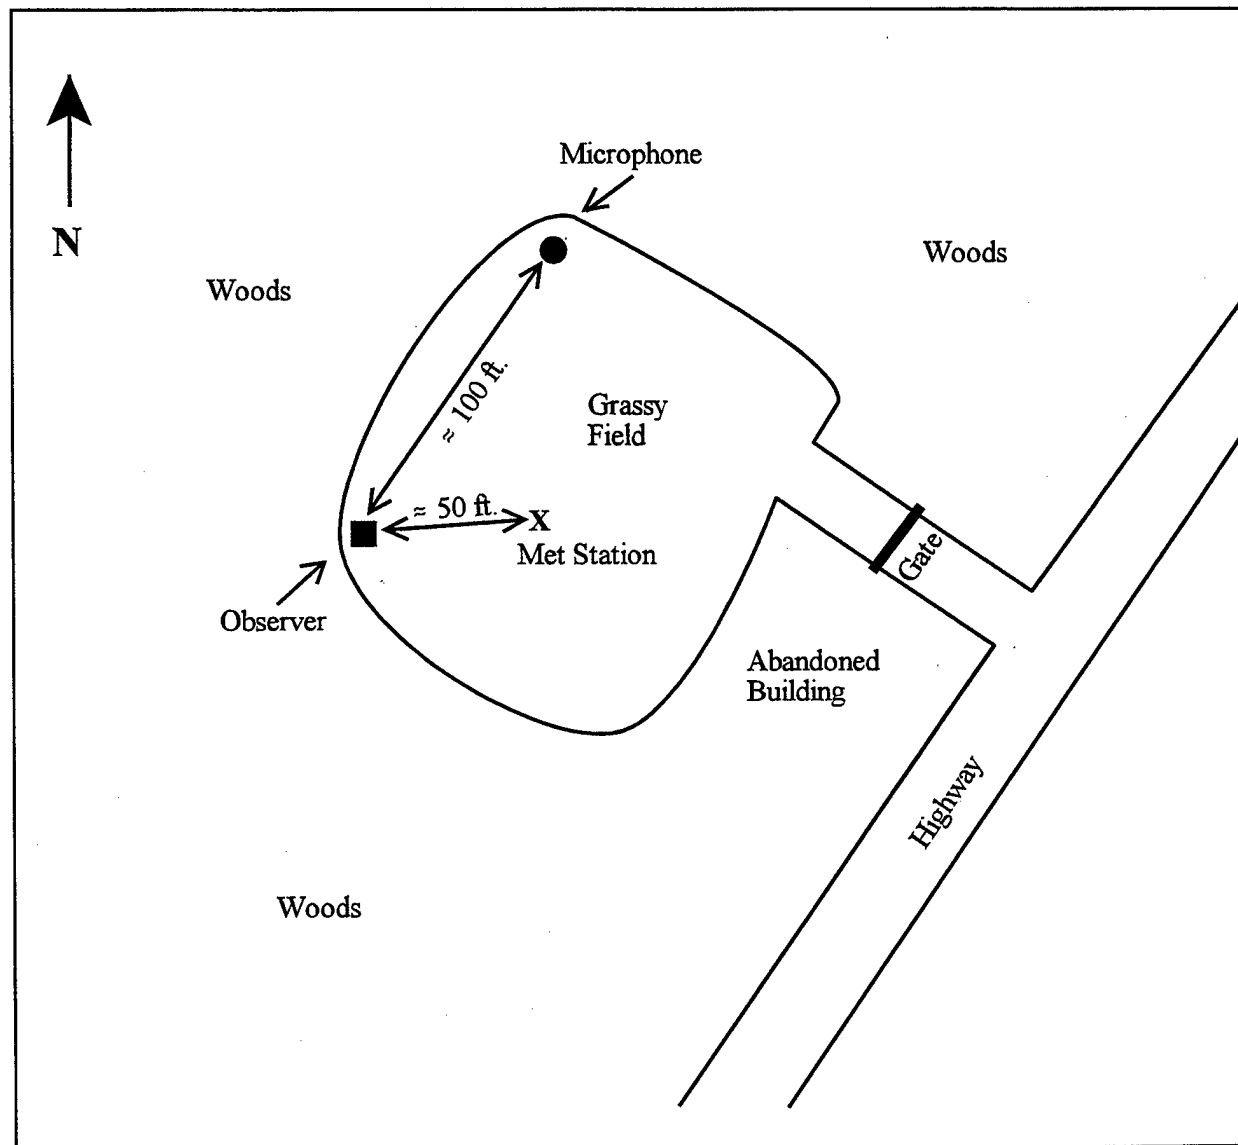 Microphone
N
Woods
Woods
≈ 100 ft.
Grassy
Field
≈ 50 ft.
X
Met Station
Gate
Observer
Abandoned
Building
Highway
Woods